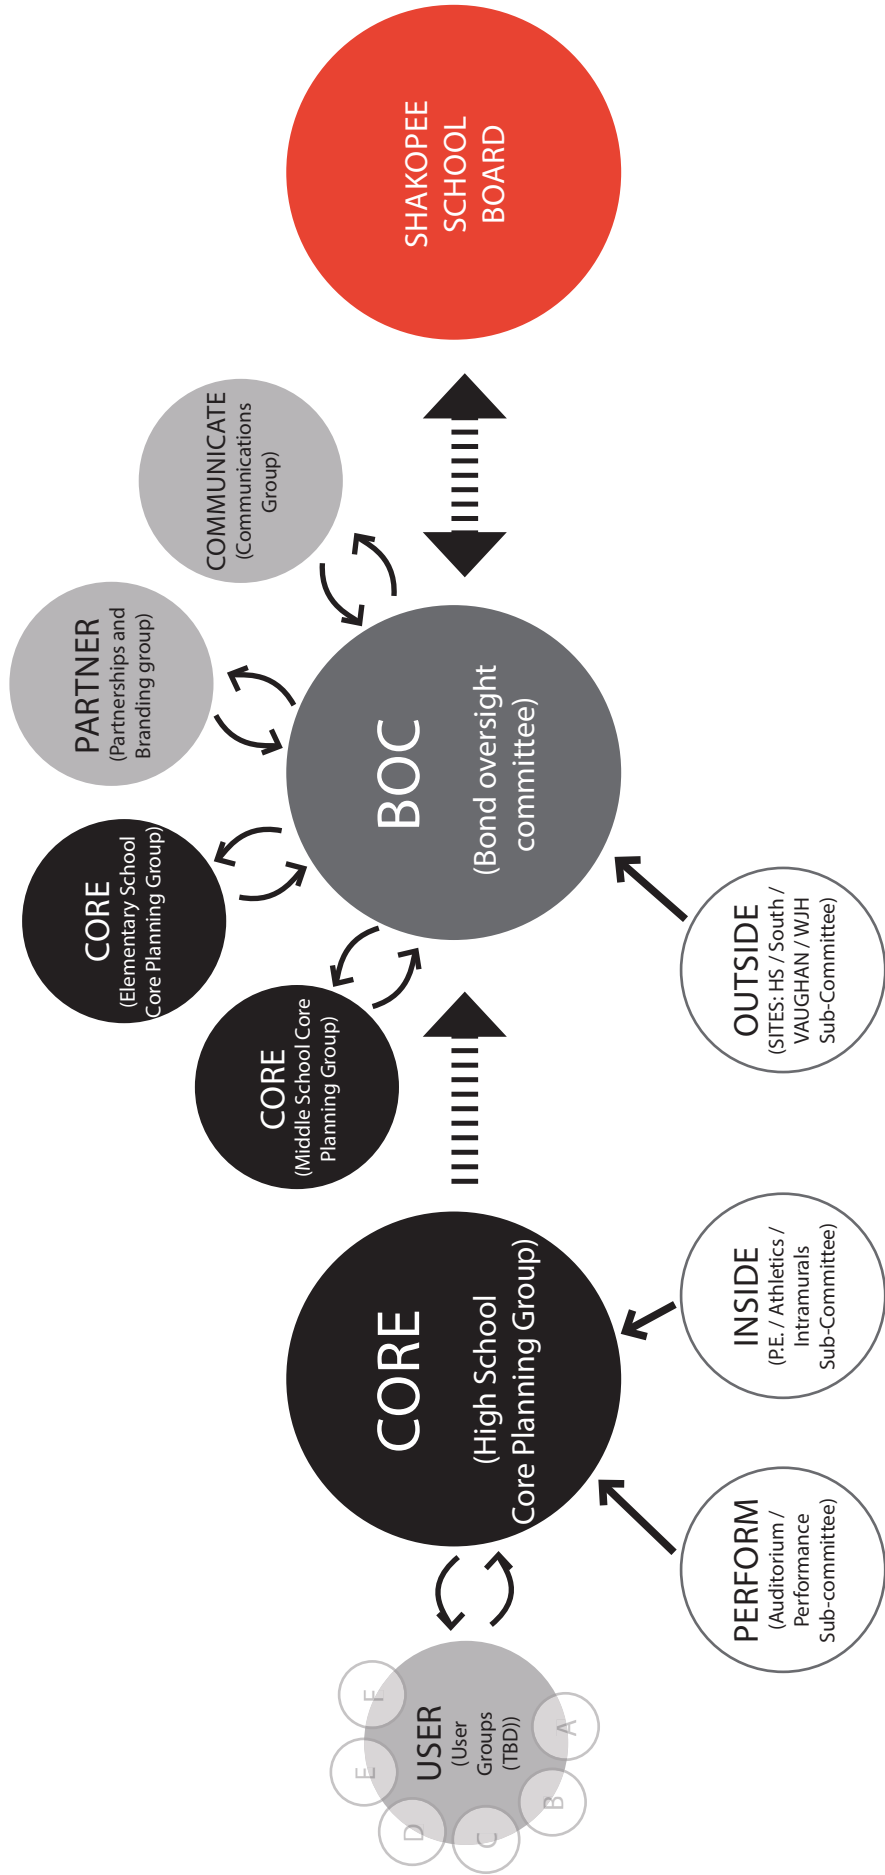 USER
(User
Groups
(TBD))
A
B
C
D
E
F
CORE
(High School
Core Planning Group)
PERFORM
(Auditorium /
Performance
Sub-committee)
INSIDE
(P.E. / Athletics /
Intramurals
Sub-Committee)
CORE
(Middle School Core
Planning Group)
CORE
(Elementary School
Core Planning Group)
PARTNER
(Partnerships and
Branding group)
COMMUNICATE
(Communications
Group)
BOC
(Bond oversight
committee)
OUTSIDE
(SITES: HS / South /
VAUGHAN / WJH
Sub-Committee)
SHAKOPEE
SCHOOL
BOARD